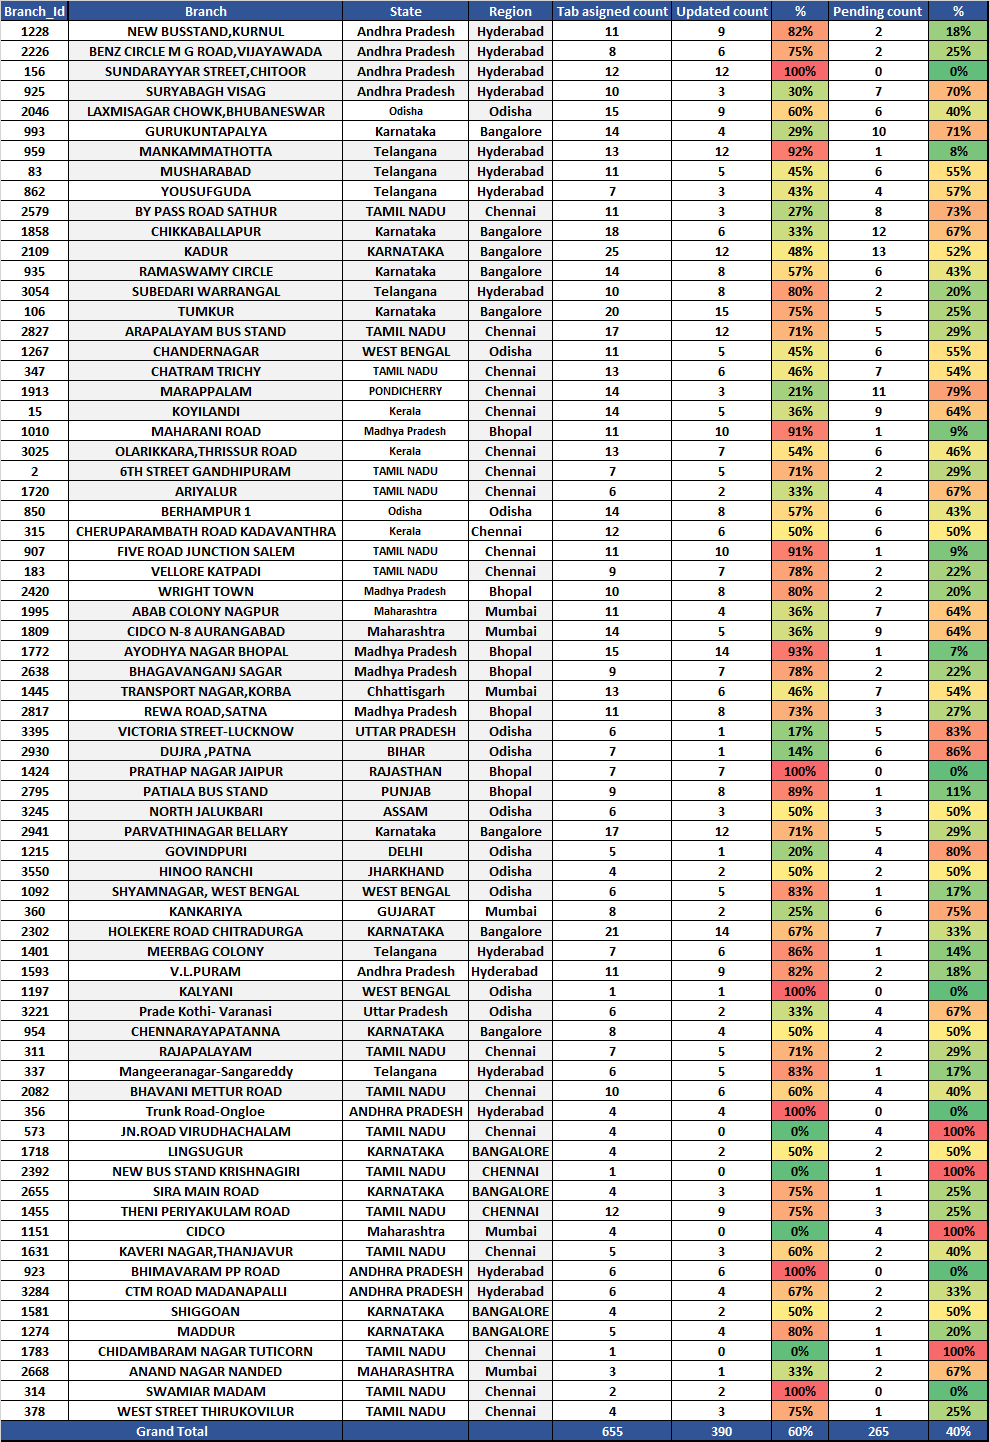 Branch_Id Branch State Region Tab asigned count Updated count % Pending count %
1228 NEW BUSSTAND,KURNUL Andhra Pradesh Hyderabad 11 9 82% 2 18%
2226 BENZ CIRCLE M G ROAD,VIJAYAWADA Andhra Pradesh Hyderabad 8 6 75% 2 25%
156 SUNDARAYYAR STREET,CHITOOR Andhra Pradesh Hyderabad 12 12 100% 0 0%
925 SURYABAGH VISAG Andhra Pradesh Hyderabad 10 3 30% 7 70%
2046 LAXMISAGAR CHOWK,BHUBANESWAR Odisha Odisha 15 9 60% 6 40%
993 GURUKUNTAPALYA Karnataka Bangalore 14 4 29% 10 71%
959 MANKAMMATHOTTA Telangana Hyderabad 13 12 92% 1 8%
83 MUSHARABAD Telangana Hyderabad 11 5 45% 6 55%
862 YOUSUFGUDA Telangana Hyderabad 7 3 43% 4 57%
2579 BY PASS ROAD SATHUR TAMIL NADU Chennai 11 3 27% 8 73%
1858 CHIKKABALLAPUR Karnataka Bangalore 18 6 33% 12 67%
2109 KADUR KARNATAKA Bangalore 25 12 48% 13 52%
935 RAMASWAMY CIRCLE Karnataka Bangalore 14 8 57% 6 43%
3054 SUBEDARI WARRANGAL Telangana Hyderabad 10 8 80% 2 20%
106 TUMKUR Karnataka Bangalore 20 15 75% 5 25%
2827 ARAPALAYAM BUS STAND TAMIL NADU Chennai 17 12 71% 5 29%
1267 CHANDERNAGAR WEST BENGAL Odisha 11 5 45% 6 55%
347 CHATRAM TRICHY TAMIL NADU Chennai 13 6 46% 7 54%
1913 MARAPPALAM PONDICHERRY Chennai 14 3 21% 11 79%
15 KOYILANDI Kerala Chennai 14 5 36% 9 64%
1010 MAHARANI ROAD Madhya Pradesh Bhopal 11 10 91% 1 9%
3025 OLARIKKARA,THRISSUR ROAD Kerala Chennai 13 7 54% 6 46%
2 6TH STREET GANDHIPURAM TAMIL NADU Chennai 7 5 71% 2 29%
1720 ARIYALUR TAMIL NADU Chennai 6 2 33% 4 67%
850 BERHAMPUR 1 Odisha Odisha 14 8 57% 6 43%
315 CHERUPARAMBATH ROAD KADAVANTHRA Kerala Chennai 12 6 50% 6 50%
907 FIVE ROAD JUNCTION SALEM TAMIL NADU Chennai 11 10 91% 1 9%
183 VELLORE KATPADI TAMIL NADU Chennai 9 7 78% 2 22%
2420 WRIGHT TOWN Madhya Pradesh Bhopal 10 8 80% 2 20%
1995 ABAB COLONY NAGPUR Maharashtra Mumbai 11 4 36% 7 64%
1809 CIDCO N-8 AURANGABAD Maharashtra Mumbai 14 5 36% 9 64%
1772 AYODHYA NAGAR BHOPAL Madhya Pradesh Bhopal 15 14 93% 1 7%
2638 BHAGAVANGANJ SAGAR Madhya Pradesh Bhopal 9 7 78% 2 22%
1445 TRANSPORT NAGAR,KORBA Chhattisgarh Mumbai 13 6 46% 7 54%
2817 REWA ROAD,SATNA Madhya Pradesh Bhopal 11 8 73% 3 27%
3395 VICTORIA STREET-LUCKNOW UTTAR PRADESH Odisha 6 1 17% 5 83%
2930 DUJRA ,PATNA BIHAR Odisha 7 1 14% 6 86%
1424 PRATHAP NAGAR JAIPUR RAJASTHAN Bhopal 7 7 100% 0 0%
2795 PATIALA BUS STAND PUNJAB Bhopal 9 8 89% 1 11%
3245 NORTH JALUKBARI ASSAM Odisha 6 3 50% 3 50%
2941 PARVATHINAGAR BELLARY Karnataka Bangalore 17 12 71% 5 29%
1215 GOVINDPURI DELHI Odisha 5 1 20% 4 80%
3550 HINOO RANCHI JHARKHAND Odisha 4 2 50% 2 50%
1092 SHYAMNAGAR, WEST BENGAL WEST BENGAL Odisha 6 5 83% 1 17%
360 KANKARIYA GUJARAT Mumbai 8 2 25% 6 75%
2302 HOLEKERE ROAD CHITRADURGA KARNATAKA Bangalore 21 14 67% 7 33%
1401 MEERBAG COLONY Telangana Hyderabad 7 6 86% 1 14%
1593 V.L.PURAM Andhra Pradesh Hyderabad 11 9 82% 2 18%
1197 KALYANI WEST BENGAL Odisha 1 1 100% 0 0%
3221 Prade Kothi- Varanasi Uttar Pradesh Odisha 6 2 33% 4 67%
954 CHENNARAYAPATANNA KARNATAKA Bangalore 8 4 50% 4 50%
311 RAJAPALAYAM TAMIL NADU Chennai 7 5 71% 2 29%
337 Mangeeranagar-Sangareddy Telangana Hyderabad 6 5 83% 1 17%
2082 BHAVANI METTUR ROAD TAMIL NADU Chennai 10 6 60% 4 40%
356 Trunk Road-Ongloe ANDHRA PRADESH Hyderabad 4 4 100% 0 0%
573 JN.ROAD VIRUDHACHALAM TAMIL NADU Chennai 4 0 0% 4 100%
1718 LINGSUGUR KARNATAKA BANGALORE 4 2 50% 2 50%
2392 NEW BUS STAND KRISHNAGIRI TAMIL NADU CHENNAI 1 0 0% 1 100%
2655 SIRA MAIN ROAD KARNATAKA BANGALORE 4 3 75% 1 25%
1455 THENI PERIYAKULAM ROAD TAMIL NADU CHENNAI 12 9 75% 3 25%
1151 CIDCO Maharashtra Mumbai 4 0 0% 4 100%
1631 KAVERI NAGAR,THANJAVUR TAMIL NADU Chennai 5 3 60% 2 40%
923 BHIMAVARAM PP ROAD ANDHRA PRADESH Hyderabad 6 6 100% 0 0%
3284 CTM ROAD MADANAPALLI ANDHRA PRADESH Hyderabad 6 4 67% 2 33%
1581 SHIGGOAN KARNATAKA BANGALORE 4 2 50% 2 50%
1274 MADDUR KARNATAKA BANGALORE 5 4 80% 1 20%
1783 CHIDAMBARAM NAGAR TUTICORN TAMIL NADU Chennai 1 0 0% 1 100%
2668 ANAND NAGAR NANDED MAHARASHTRA Mumbai 3 1 33% 2 67%
314 SWAMIAR MADAM TAMIL NADU Chennai 2 2 100% 0 0%
378 WEST STREET THIRUKOVILUR TAMIL NADU Chennai 4 3 75% 1 25%
Grand Total 655 390 60% 265 40%